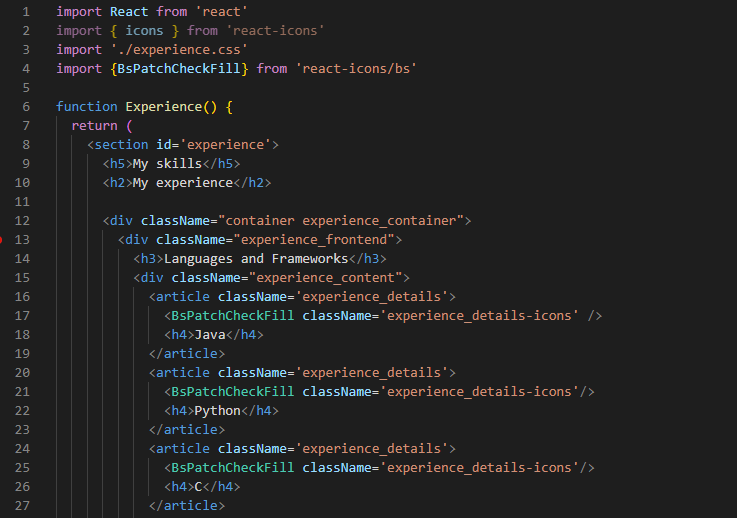 1 import React from 'react'
2 import { icons } from 'react-icons'
3 import './experience.css'
4 import {BsPatchCheckFill} from 'react-icons/bs'
5
6 function Experience() {
7   return (
8     <section id='experience'>
9       <h5>My skills</h5>
10       <h2>My experience</h2>
11
12       <div className="container experience_container">
13         <div className="experience_frontend">
14           <h3>Languages and Frameworks</h3>
15           <div className="experience_content">
16             <article className='experience_details'>
17               <BsPatchCheckFill className='experience_details-icons' />
18               <h4>Java</h4>
19             </article>
20             <article className='experience_details'>
21               <BsPatchCheckFill className='experience_details-icons'/>
22               <h4>Python</h4>
23             </article>
24             <article className='experience_details'>
25               <BsPatchCheckFill className='experience_details-icons'/>
26               <h4>C</h4>
27             </article>